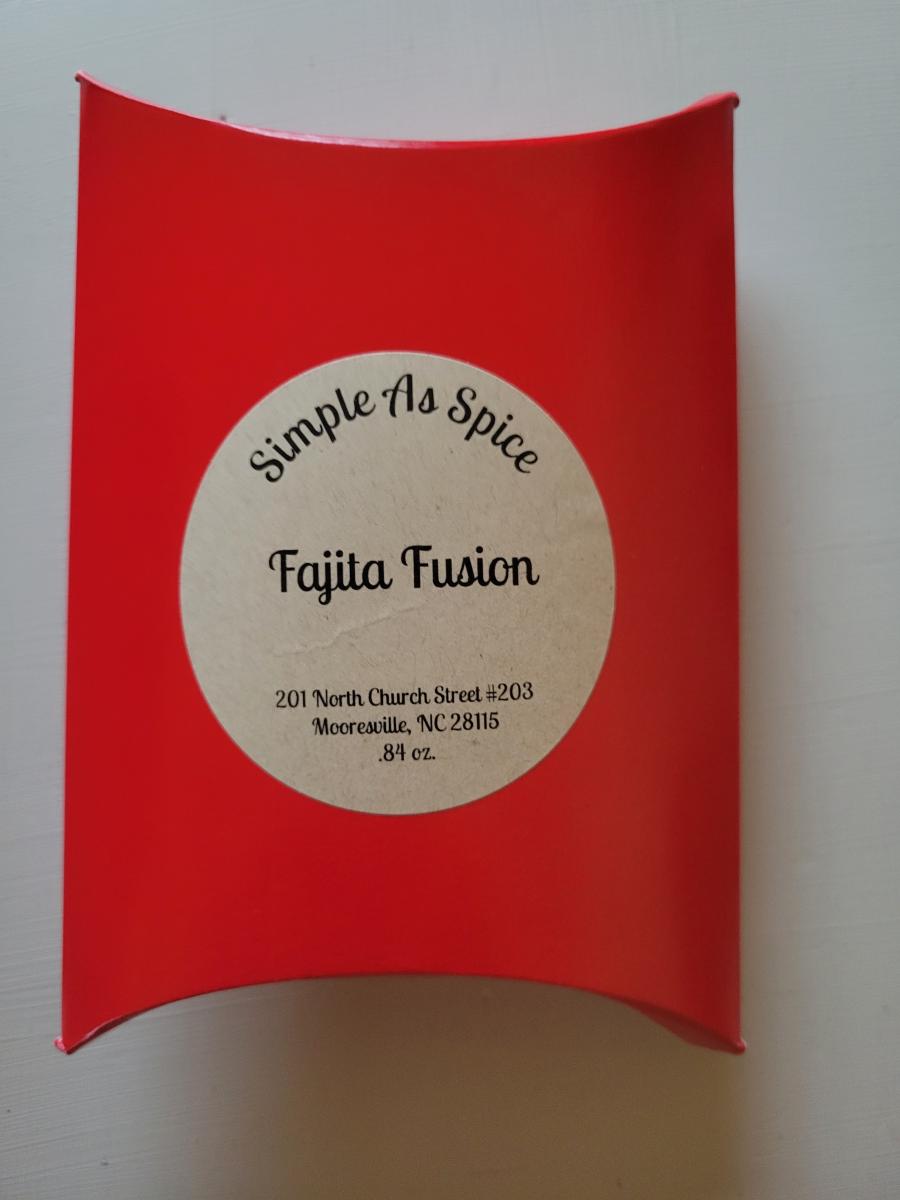 Simple As Spice
Fajita Fusion
201 North Church Street #203
Mooresville, NC 28115
.84 oz.